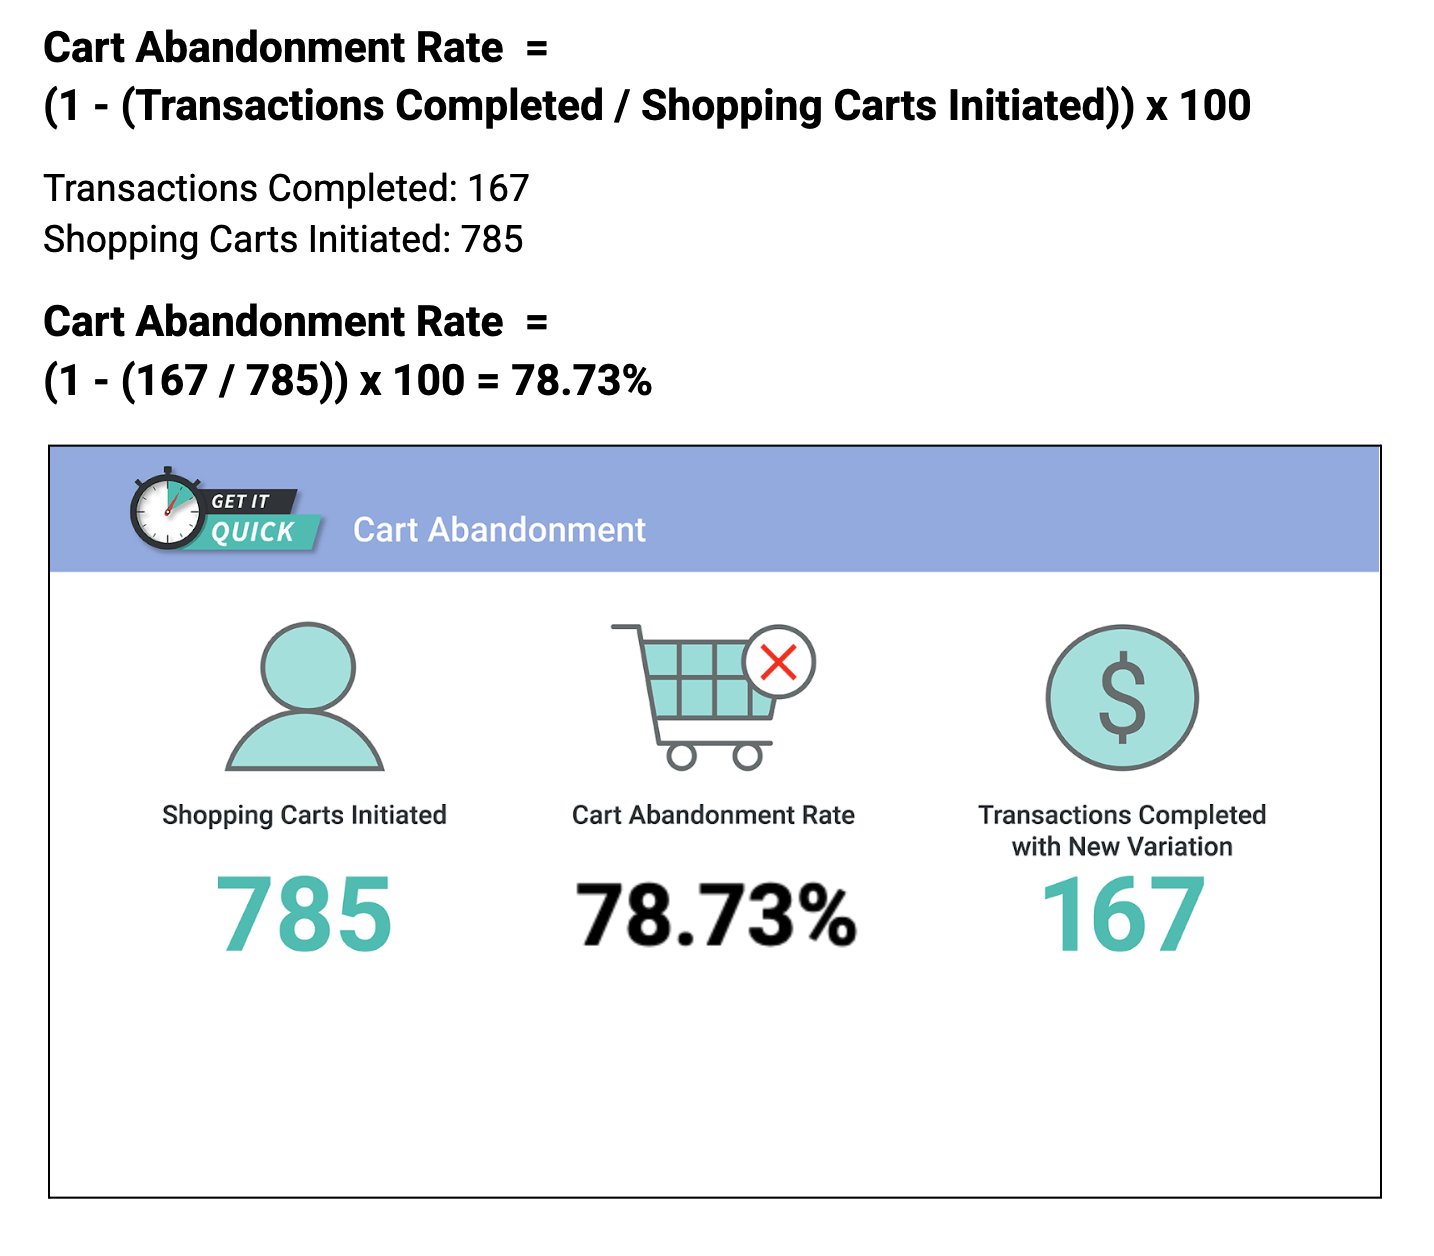 Cart Abandonment Rate =
(1 - (Transactions Completed / Shopping Carts Initiated)) x 100
Transactions Completed: 167
Shopping Carts Initiated: 785
Cart Abandonment Rate =
(1 - (167 / 785)) x 100 = 78.73%
GET IT
QUICK
Cart Abandonment
$
Shopping Carts Initiated
785
Cart Abandonment Rate
78.73%
Transactions Completed
with New Variation
167